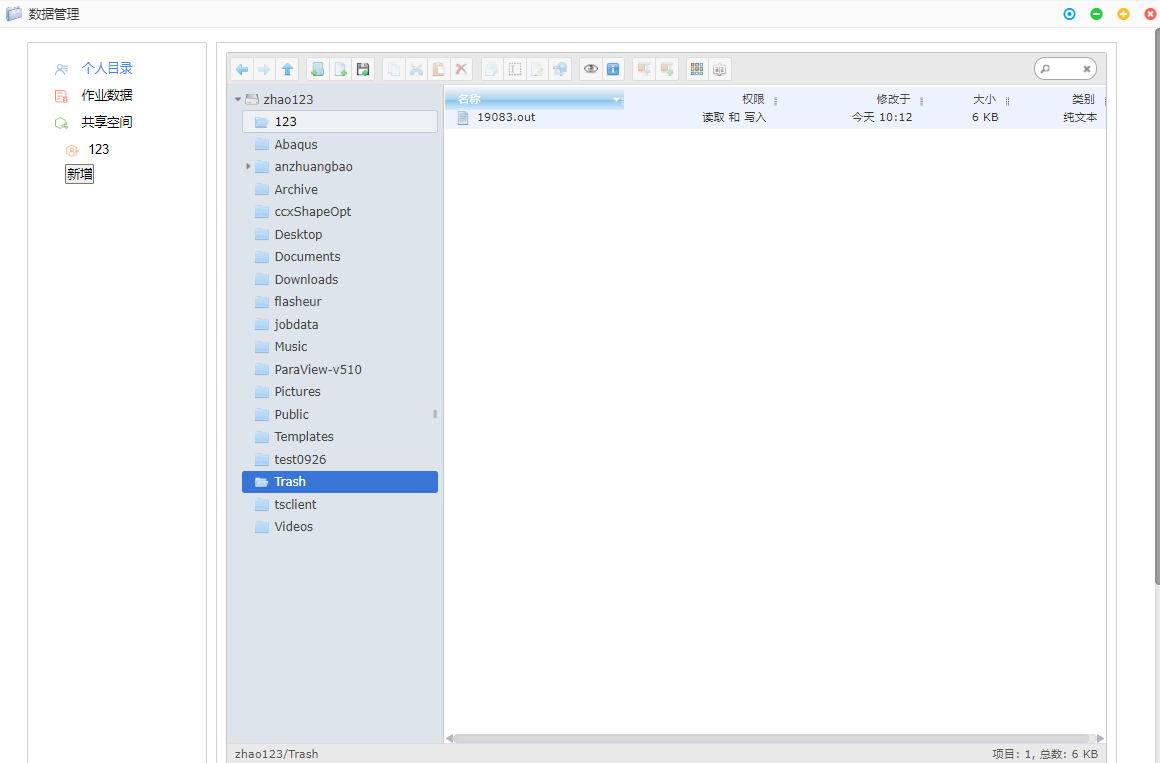 数据管理
个人目录
作业数据
共享空间
123
新增
zhao123
123
Abaqus
anzhuangbao
Archive
ccxShapeOpt
Desktop
Documents
Downloads
flasheur
jobdata
Music
ParaView-v510
Pictures
Public
Templates
test0926
Trash
tsclient
Videos
名称 权限 修改于 大小 类别
19083.out 读取 和 写入 今天 10:12 6 KB 纯文本
zhao123/Trash 项目: 1, 总数: 6 KB